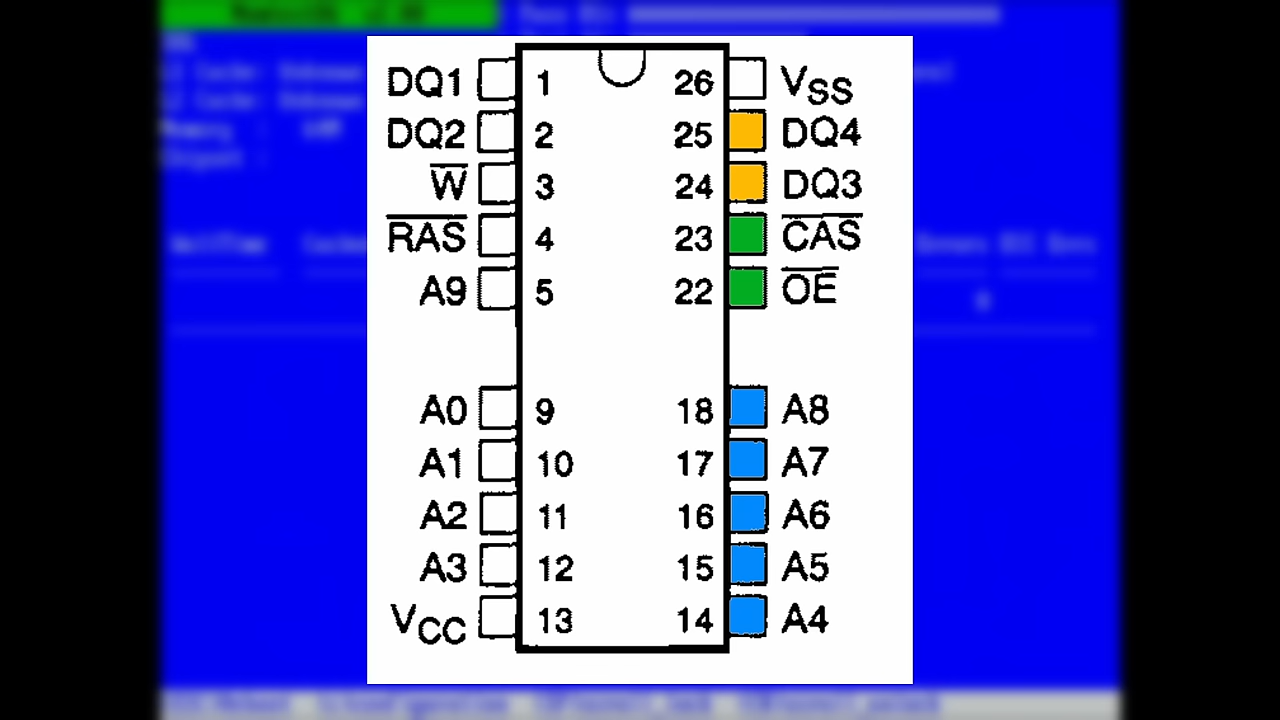 DQ1 1 26 VSS
DQ2 2 25 DQ4
W 3 24 DQ3
RAS 4 23 CAS
A9 5 22 OE
A0 9 18 A8
A1 10 17 A7
A2 11 16 A6
A3 12 15 A5
VCC 13 14 A4